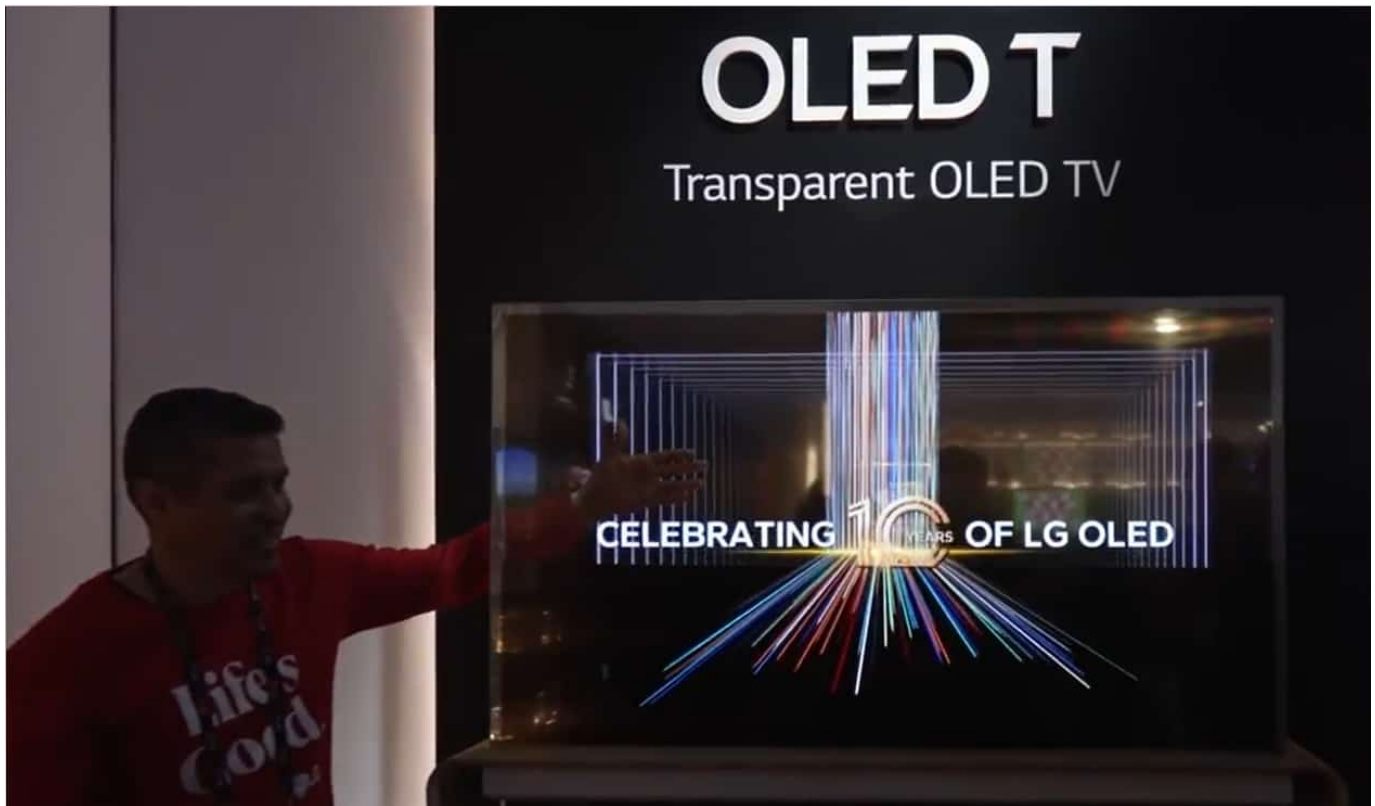 OLED T
Transparent OLED TV
CELEBRATING 10 YEARS OF LG OLED
Life's
Good.